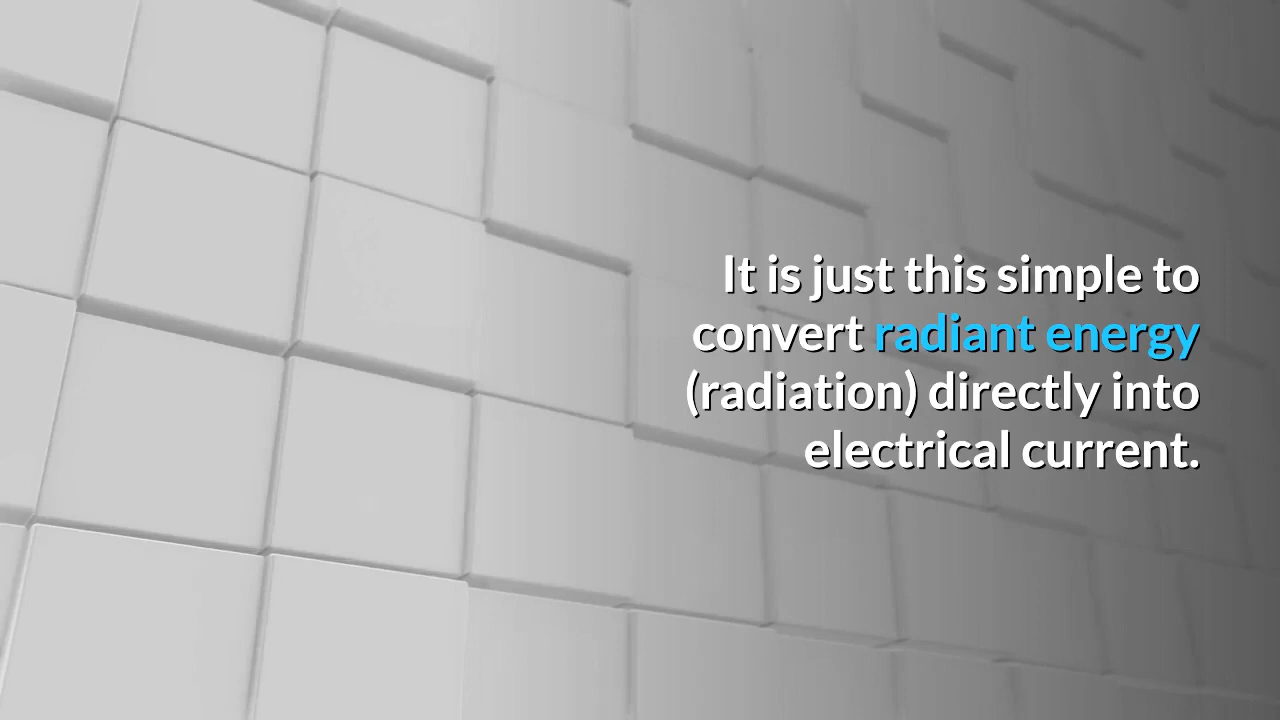 It is just this simple to
convert radiant energy
(radiation) directly into
electrical current.